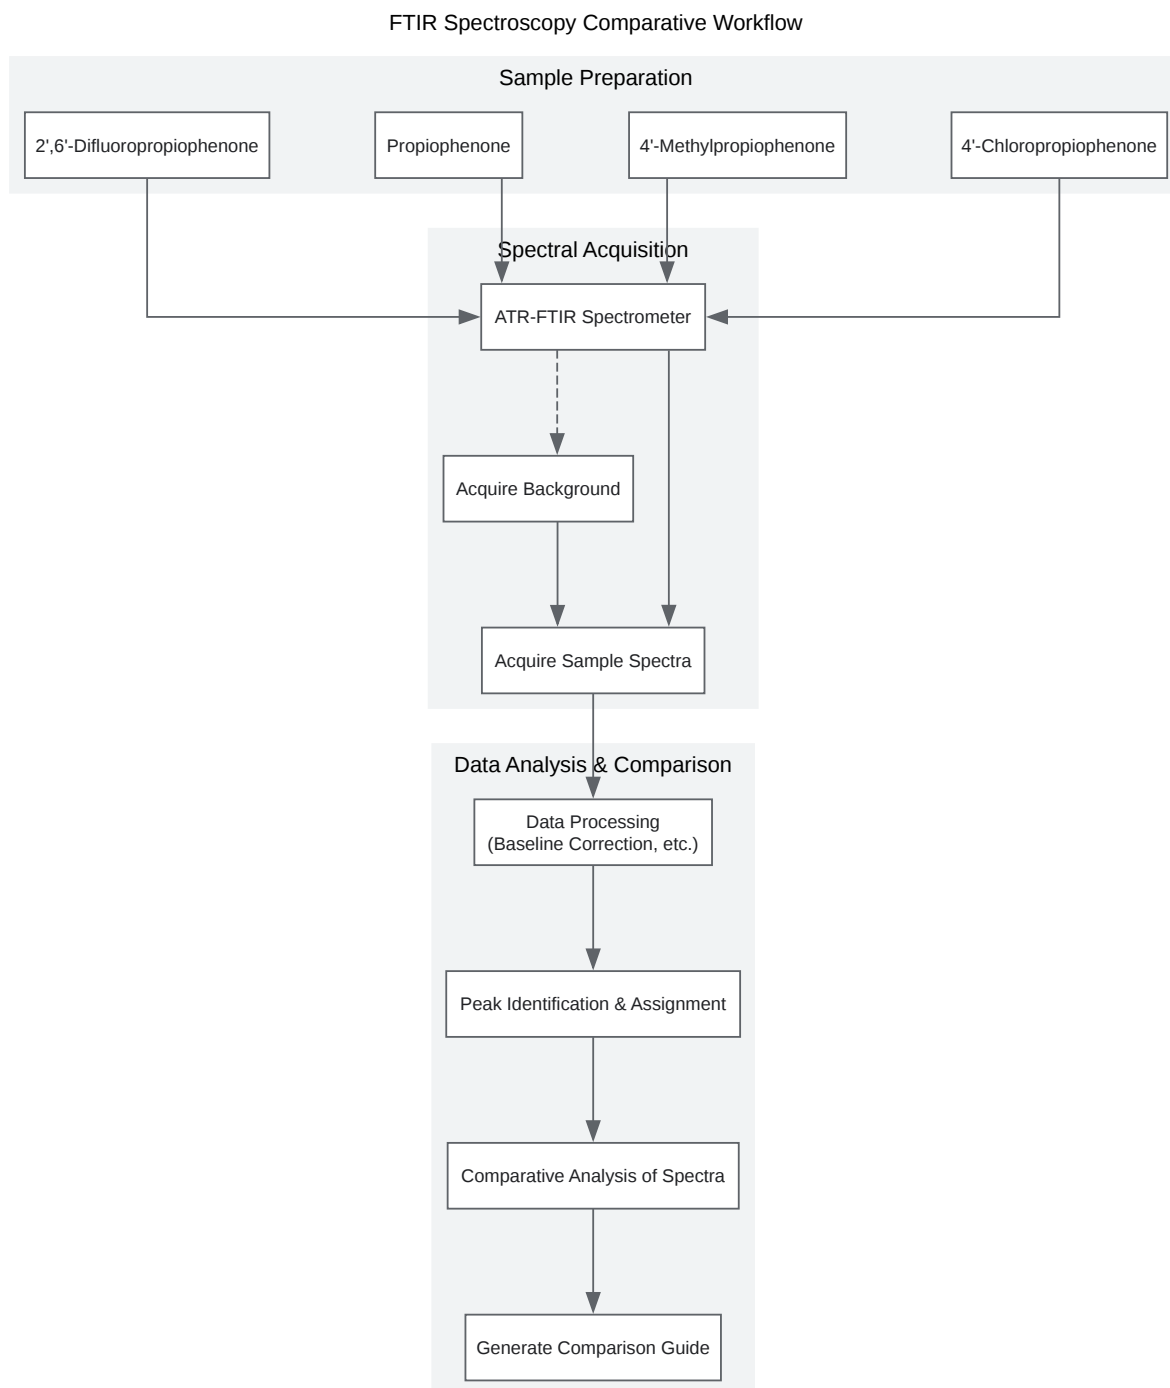 FTIR Spectroscopy Comparative Workflow
Sample Preparation
2',6'-Difluoropropiophenone
Propiophenone
4'-Methylpropiophenone
4'-Chloropropiophenone
Spectral Acquisition
ATR-FTIR Spectrometer
Acquire Background
Acquire Sample Spectra
Data Analysis & Comparison
Data Processing
(Baseline Correction, etc.)
Peak Identification & Assignment
Comparative Analysis of Spectra
Generate Comparison Guide